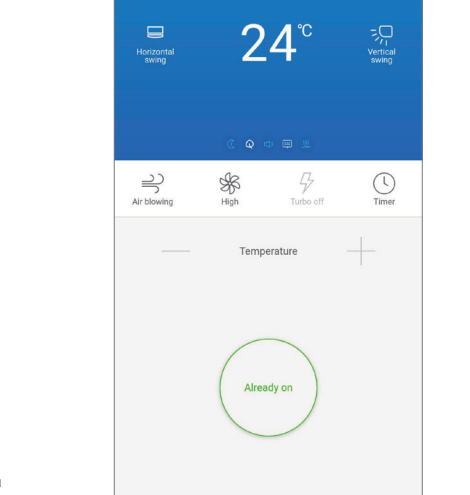 24°C
Horizontal
swing
Vertical
swing
Air blowing
High
Turbo off
Timer
Temperature
Already on